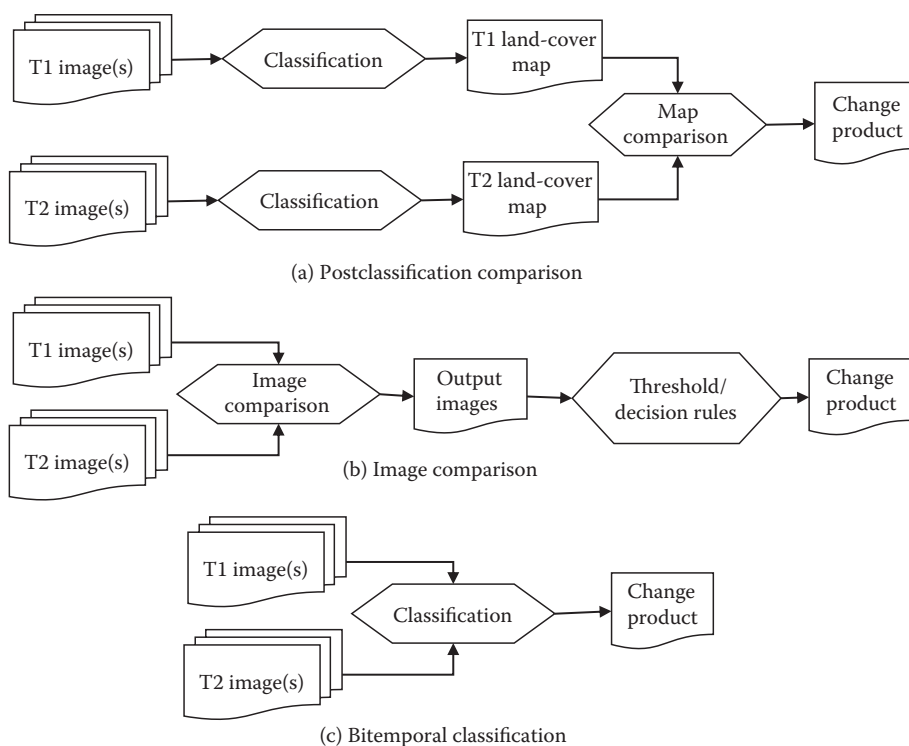 T1 image(s)
Classification
T1 land-cover
map
Map
comparison
Change
product
T2 image(s)
Classification
T2 land-cover
map
(a) Postclassification comparison
T1 image(s)
Image
comparison
Output
images
Threshold/
decision rules
Change
product
T2 image(s)
(b) Image comparison
T1 image(s)
Classification
Change
product
T2 image(s)
(c) Bitemporal classification